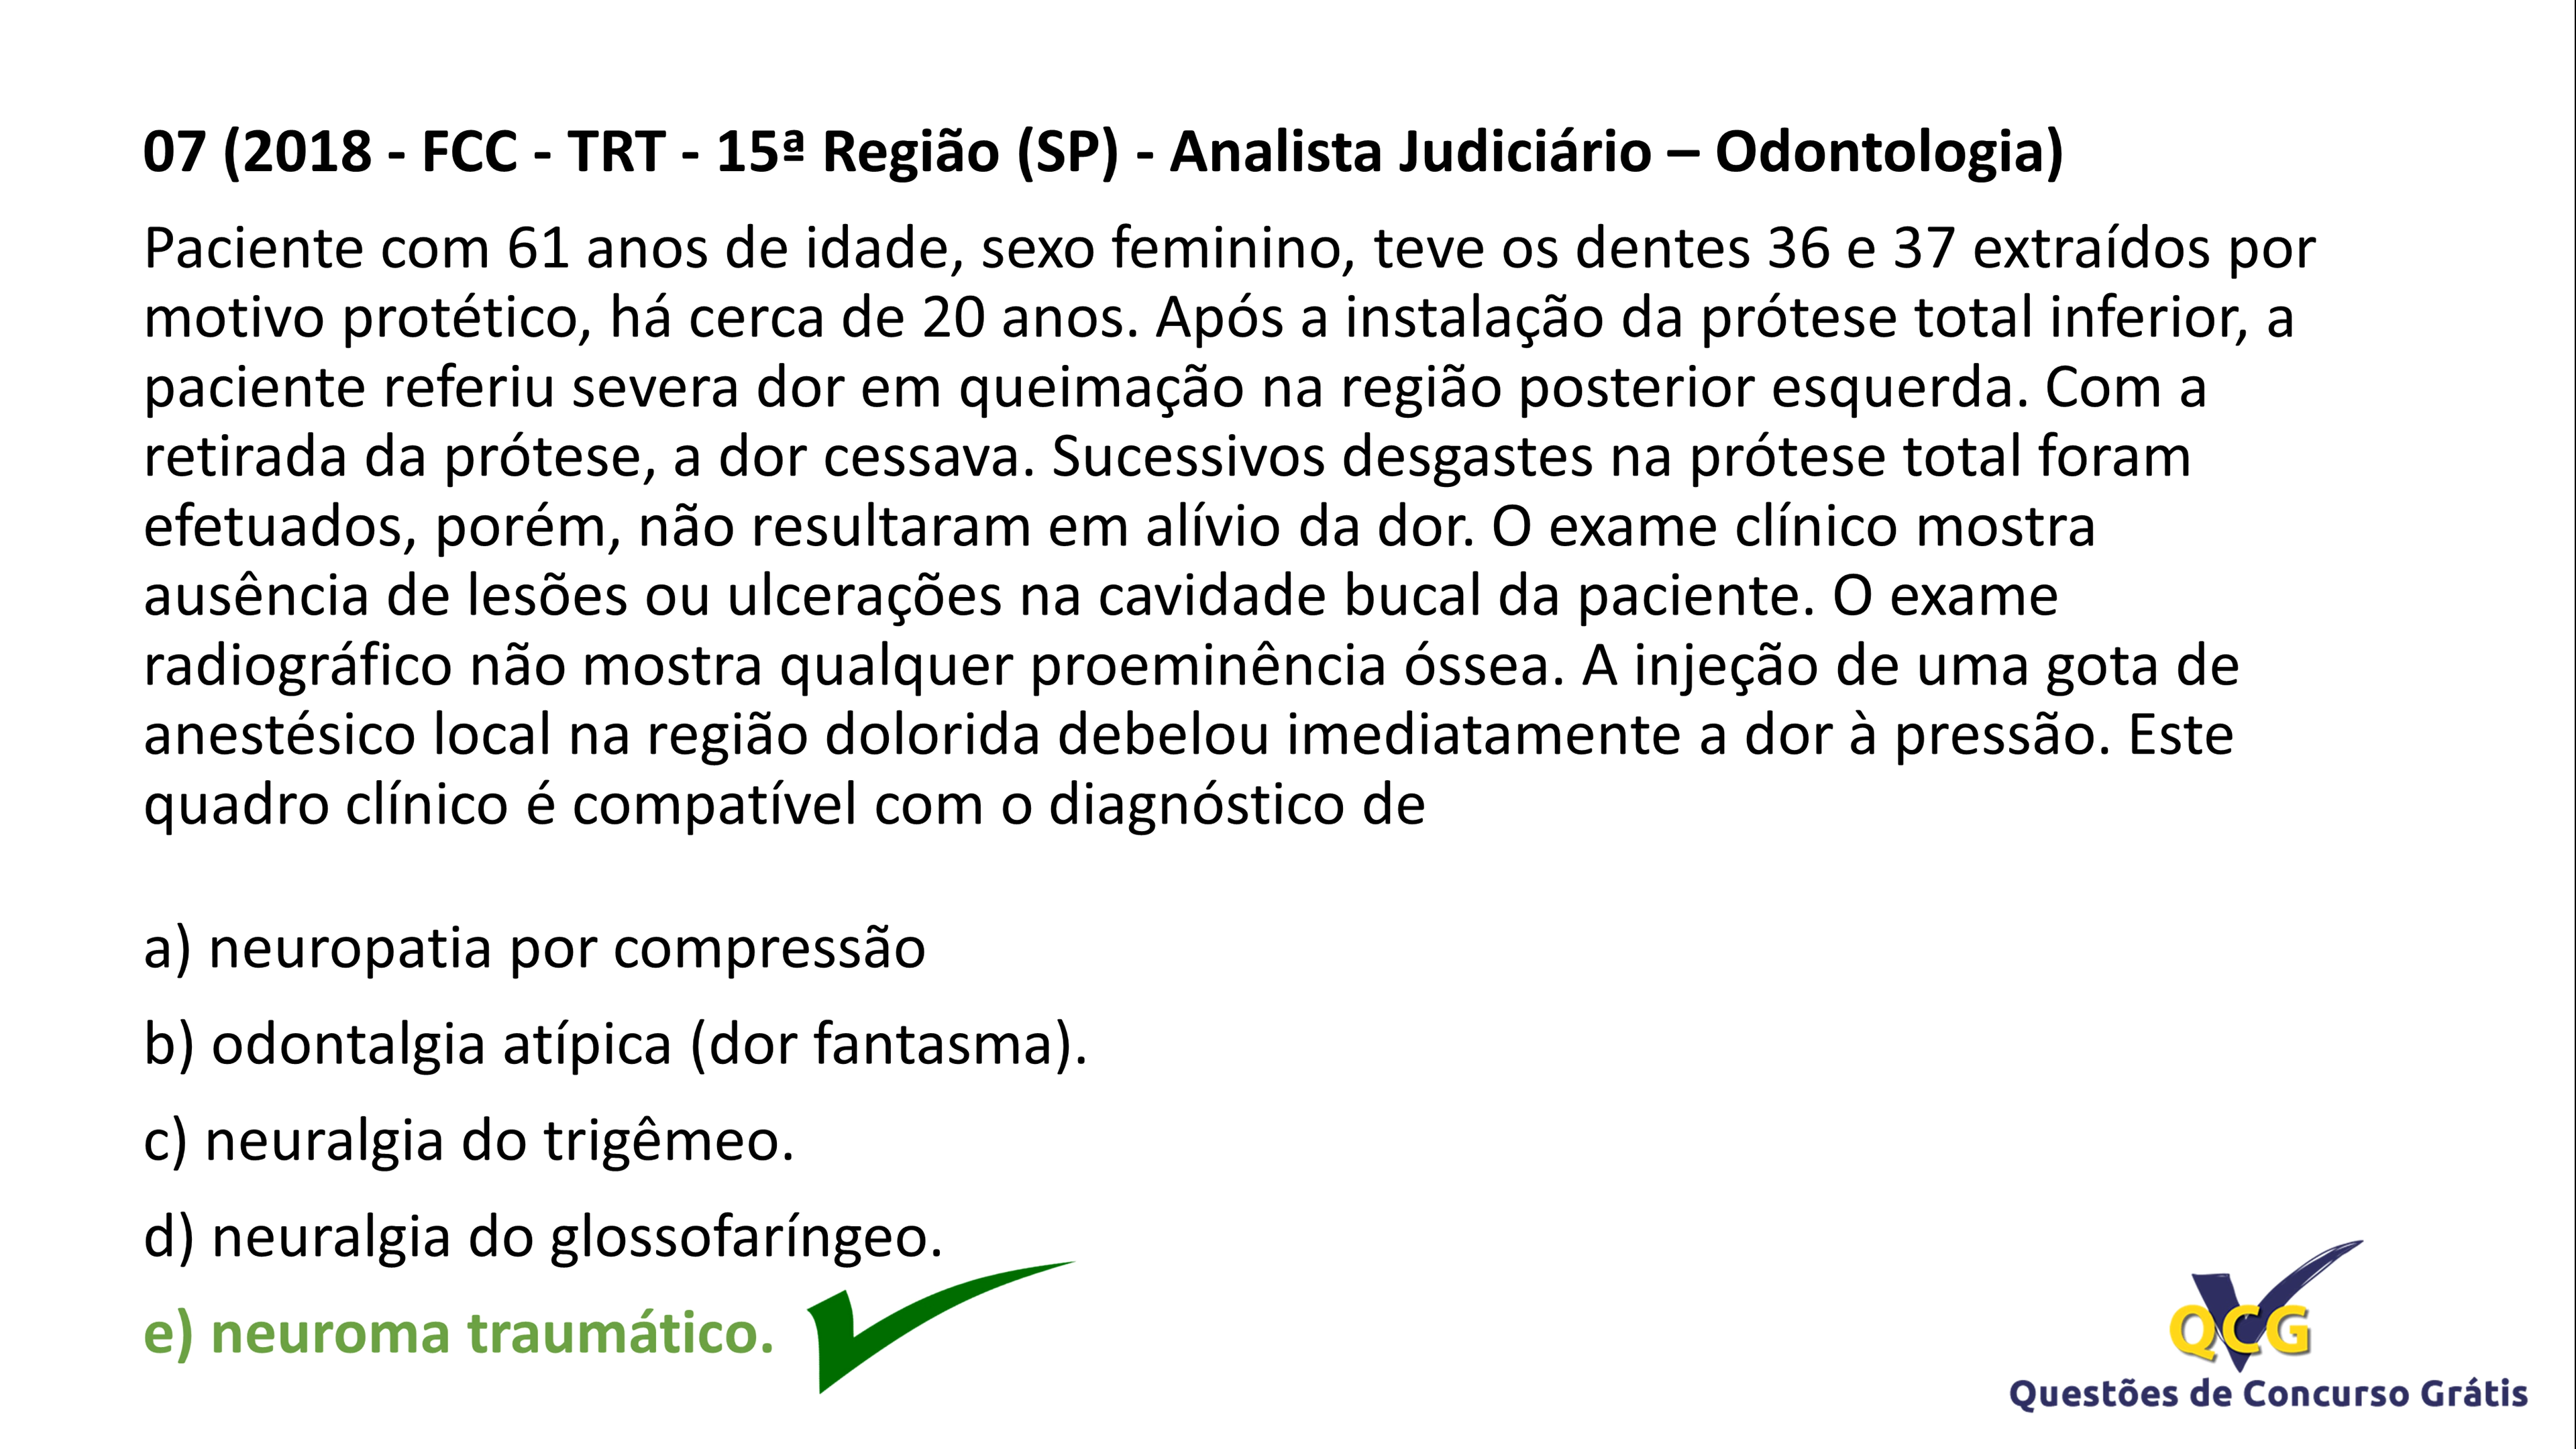 07 (2018 - FCC - TRT - 15ª Região (SP) - Analista Judiciário – Odontologia)
Paciente com 61 anos de idade, sexo feminino, teve os dentes 36 e 37 extraídos por
motivo protético, há cerca de 20 anos. Após a instalação da prótese total inferior, a
paciente referiu severa dor em queimação na região posterior esquerda. Com a
retirada da prótese, a dor cessava. Sucessivos desgastes na prótese total foram
efetuados, porém, não resultaram em alívio da dor. O exame clínico mostra
ausência de lesões ou ulcerações na cavidade bucal da paciente. O exame
radiográfico não mostra qualquer proeminência óssea. A injeção de uma gota de
anestésico local na região dolorida debelou imediatamente a dor à pressão. Este
quadro clínico é compatível com o diagnóstico de
a) neuropatia por compressão
b) odontalgia atípica (dor fantasma).
c) neuralgia do trigêmeo.
d) neuralgia do glossofaríngeo.
e) neuroma traumático.
QCG
Questões de Concurso Grátis